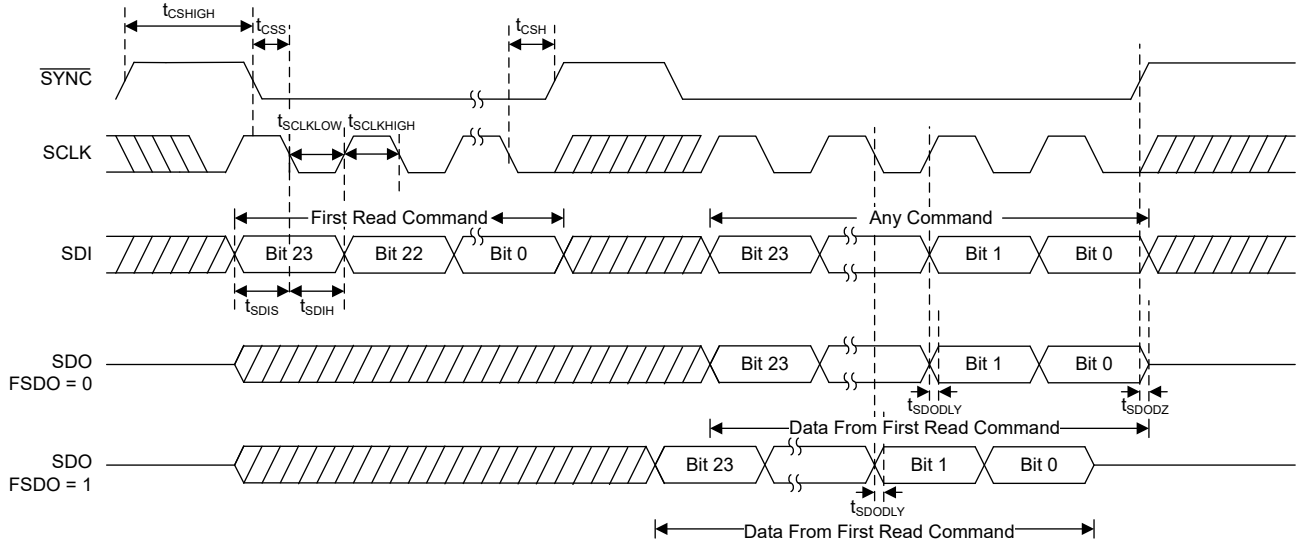 tCSHIGH
tCSS
tCSH
SYNC
tSCLKLOW
tSCLKHIGH
SCLK
First Read Command
Any Command
SDI
Bit 23
Bit 22
Bit 0
Bit 23
Bit 1
Bit 0
tSDIS
tSDIH
SDO
FSDO = 0
Bit 23
Bit 1
Bit 0
tSDODLY
tSDODZ
Data From First Read Command
SDO
FSDO = 1
Bit 23
Bit 1
Bit 0
tSDODLY
Data From First Read Command